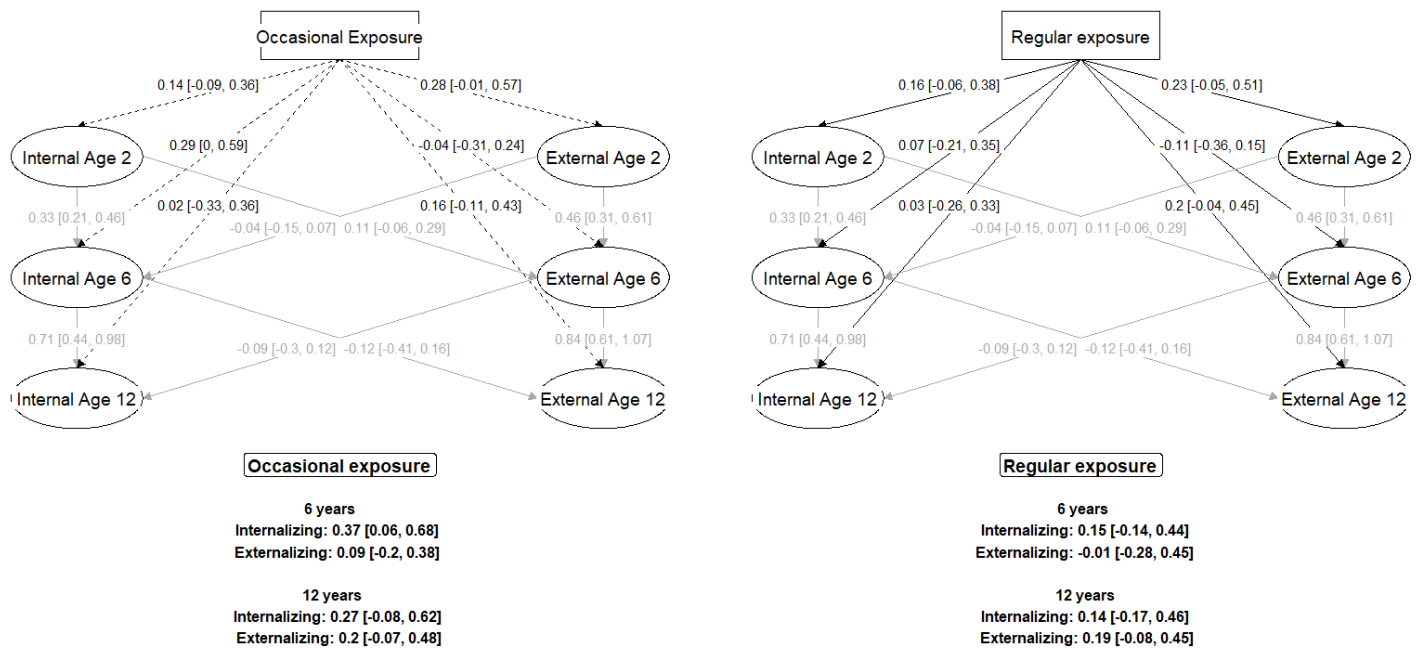 Occasional Exposure
0.14 [-0.09, 0.36]
0.28 [-0.01, 0.57]
Internal Age 2
0.29 [0, 0.59]
-0.04 [-0.31, 0.24]
External Age 2
0.33 [0.21, 0.46]
0.02 [-0.33, 0.36]
0.16 [-0.11, 0.43]
0.46 [0.31, 0.61]
-0.04 [-0.15, 0.07]
0.11 [-0.06, 0.29]
Internal Age 6
External Age 6
0.71 [0.44, 0.98]
-0.09 [-0.3, 0.12]
-0.12 [-0.41, 0.16]
0.84 [0.61, 1.07]
Internal Age 12
External Age 12
Occasional exposure
6 years
Internalizing: 0.37 [0.06, 0.68]
Externalizing: 0.09 [-0.2, 0.38]
12 years
Internalizing: 0.27 [-0.08, 0.62]
Externalizing: 0.2 [-0.07, 0.48]
Regular exposure
0.16 [-0.06, 0.38]
0.23 [-0.05, 0.51]
Internal Age 2
0.07 [-0.21, 0.35]
-0.11 [-0.36, 0.15]
External Age 2
0.33 [0.21, 0.46]
0.03 [-0.26, 0.33]
0.2 [-0.04, 0.45]
0.46 [0.31, 0.61]
-0.04 [-0.15, 0.07]
0.11 [-0.06, 0.29]
Internal Age 6
External Age 6
0.71 [0.44, 0.98]
-0.09 [-0.3, 0.12]
-0.12 [-0.41, 0.16]
0.84 [0.61, 1.07]
Internal Age 12
External Age 12
Regular exposure
6 years
Internalizing: 0.15 [-0.14, 0.44]
Externalizing: -0.01 [-0.28, 0.45]
12 years
Internalizing: 0.14 [-0.17, 0.46]
Externalizing: 0.19 [-0.08, 0.45]